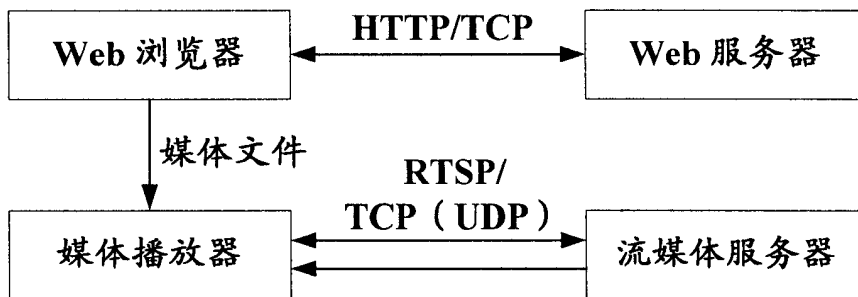 Web 浏览器
HTTP/TCP
Web 服务器
媒体文件
RTSP/
TCP（UDP）
媒体播放器
流媒体服务器